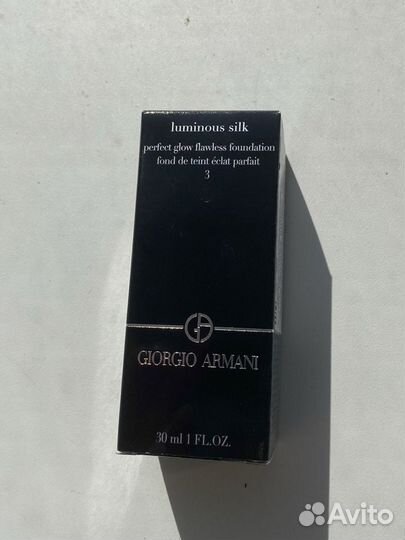 luminous silk
perfect glow flawless foundation
fond de teint éclat parfait
3
GIORGIO ARMANI
30 ml 1 FL.OZ.
Avito